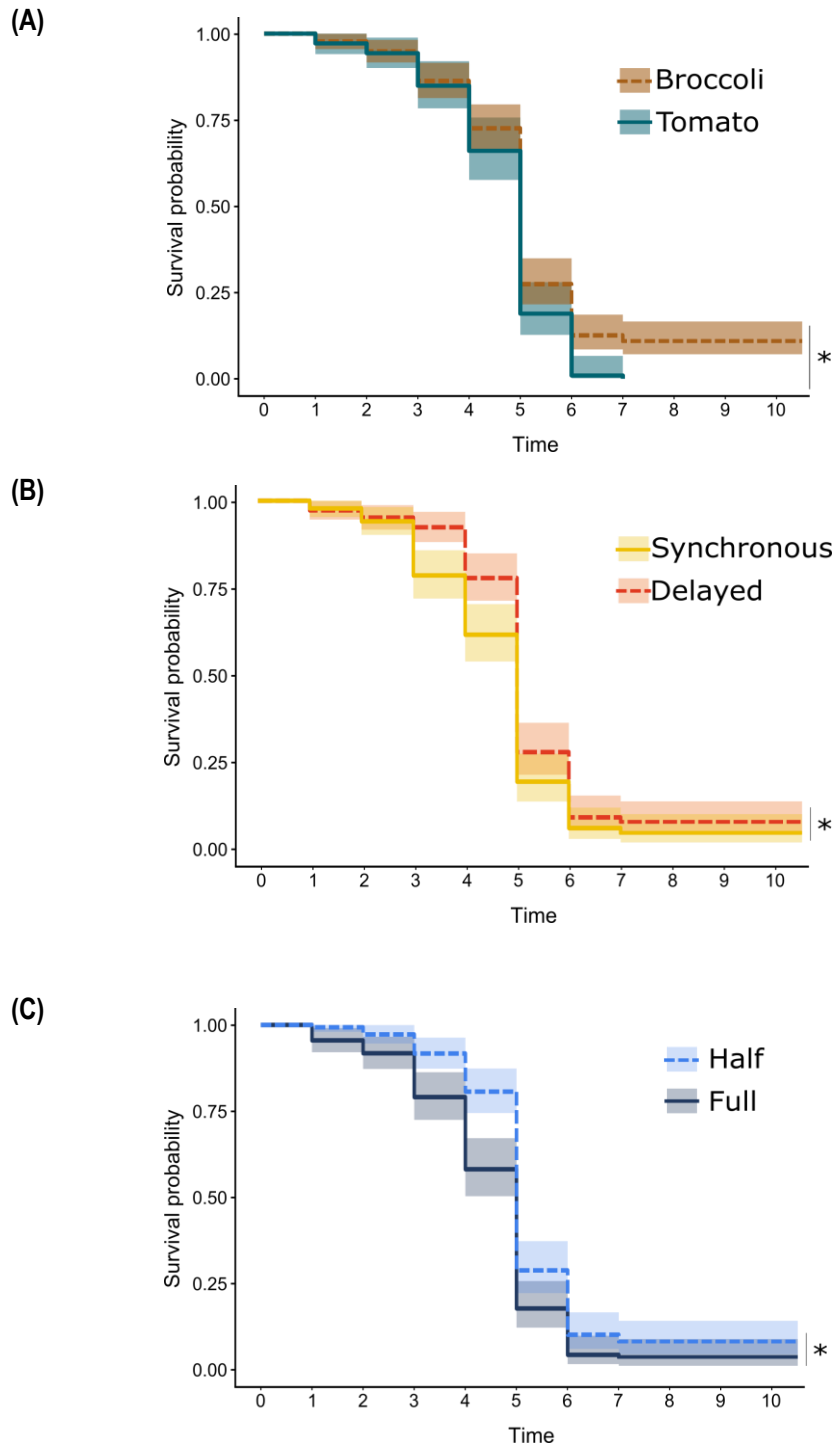 (A)
Survival probability
1.00
0.75
0.50
0.25
0.00
Broccoli
Tomato
*
0 1 2 3 4 5 6 7 8 9 10
Time
(B)
Survival probability
1.00
0.75
0.50
0.25
0.00
Synchronous
Delayed
*
0 1 2 3 4 5 6 7 8 9 10
Time
(C)
Survival probability
1.00
0.75
0.50
0.25
0.00
Half
Full
*
0 1 2 3 4 5 6 7 8 9 10
Time